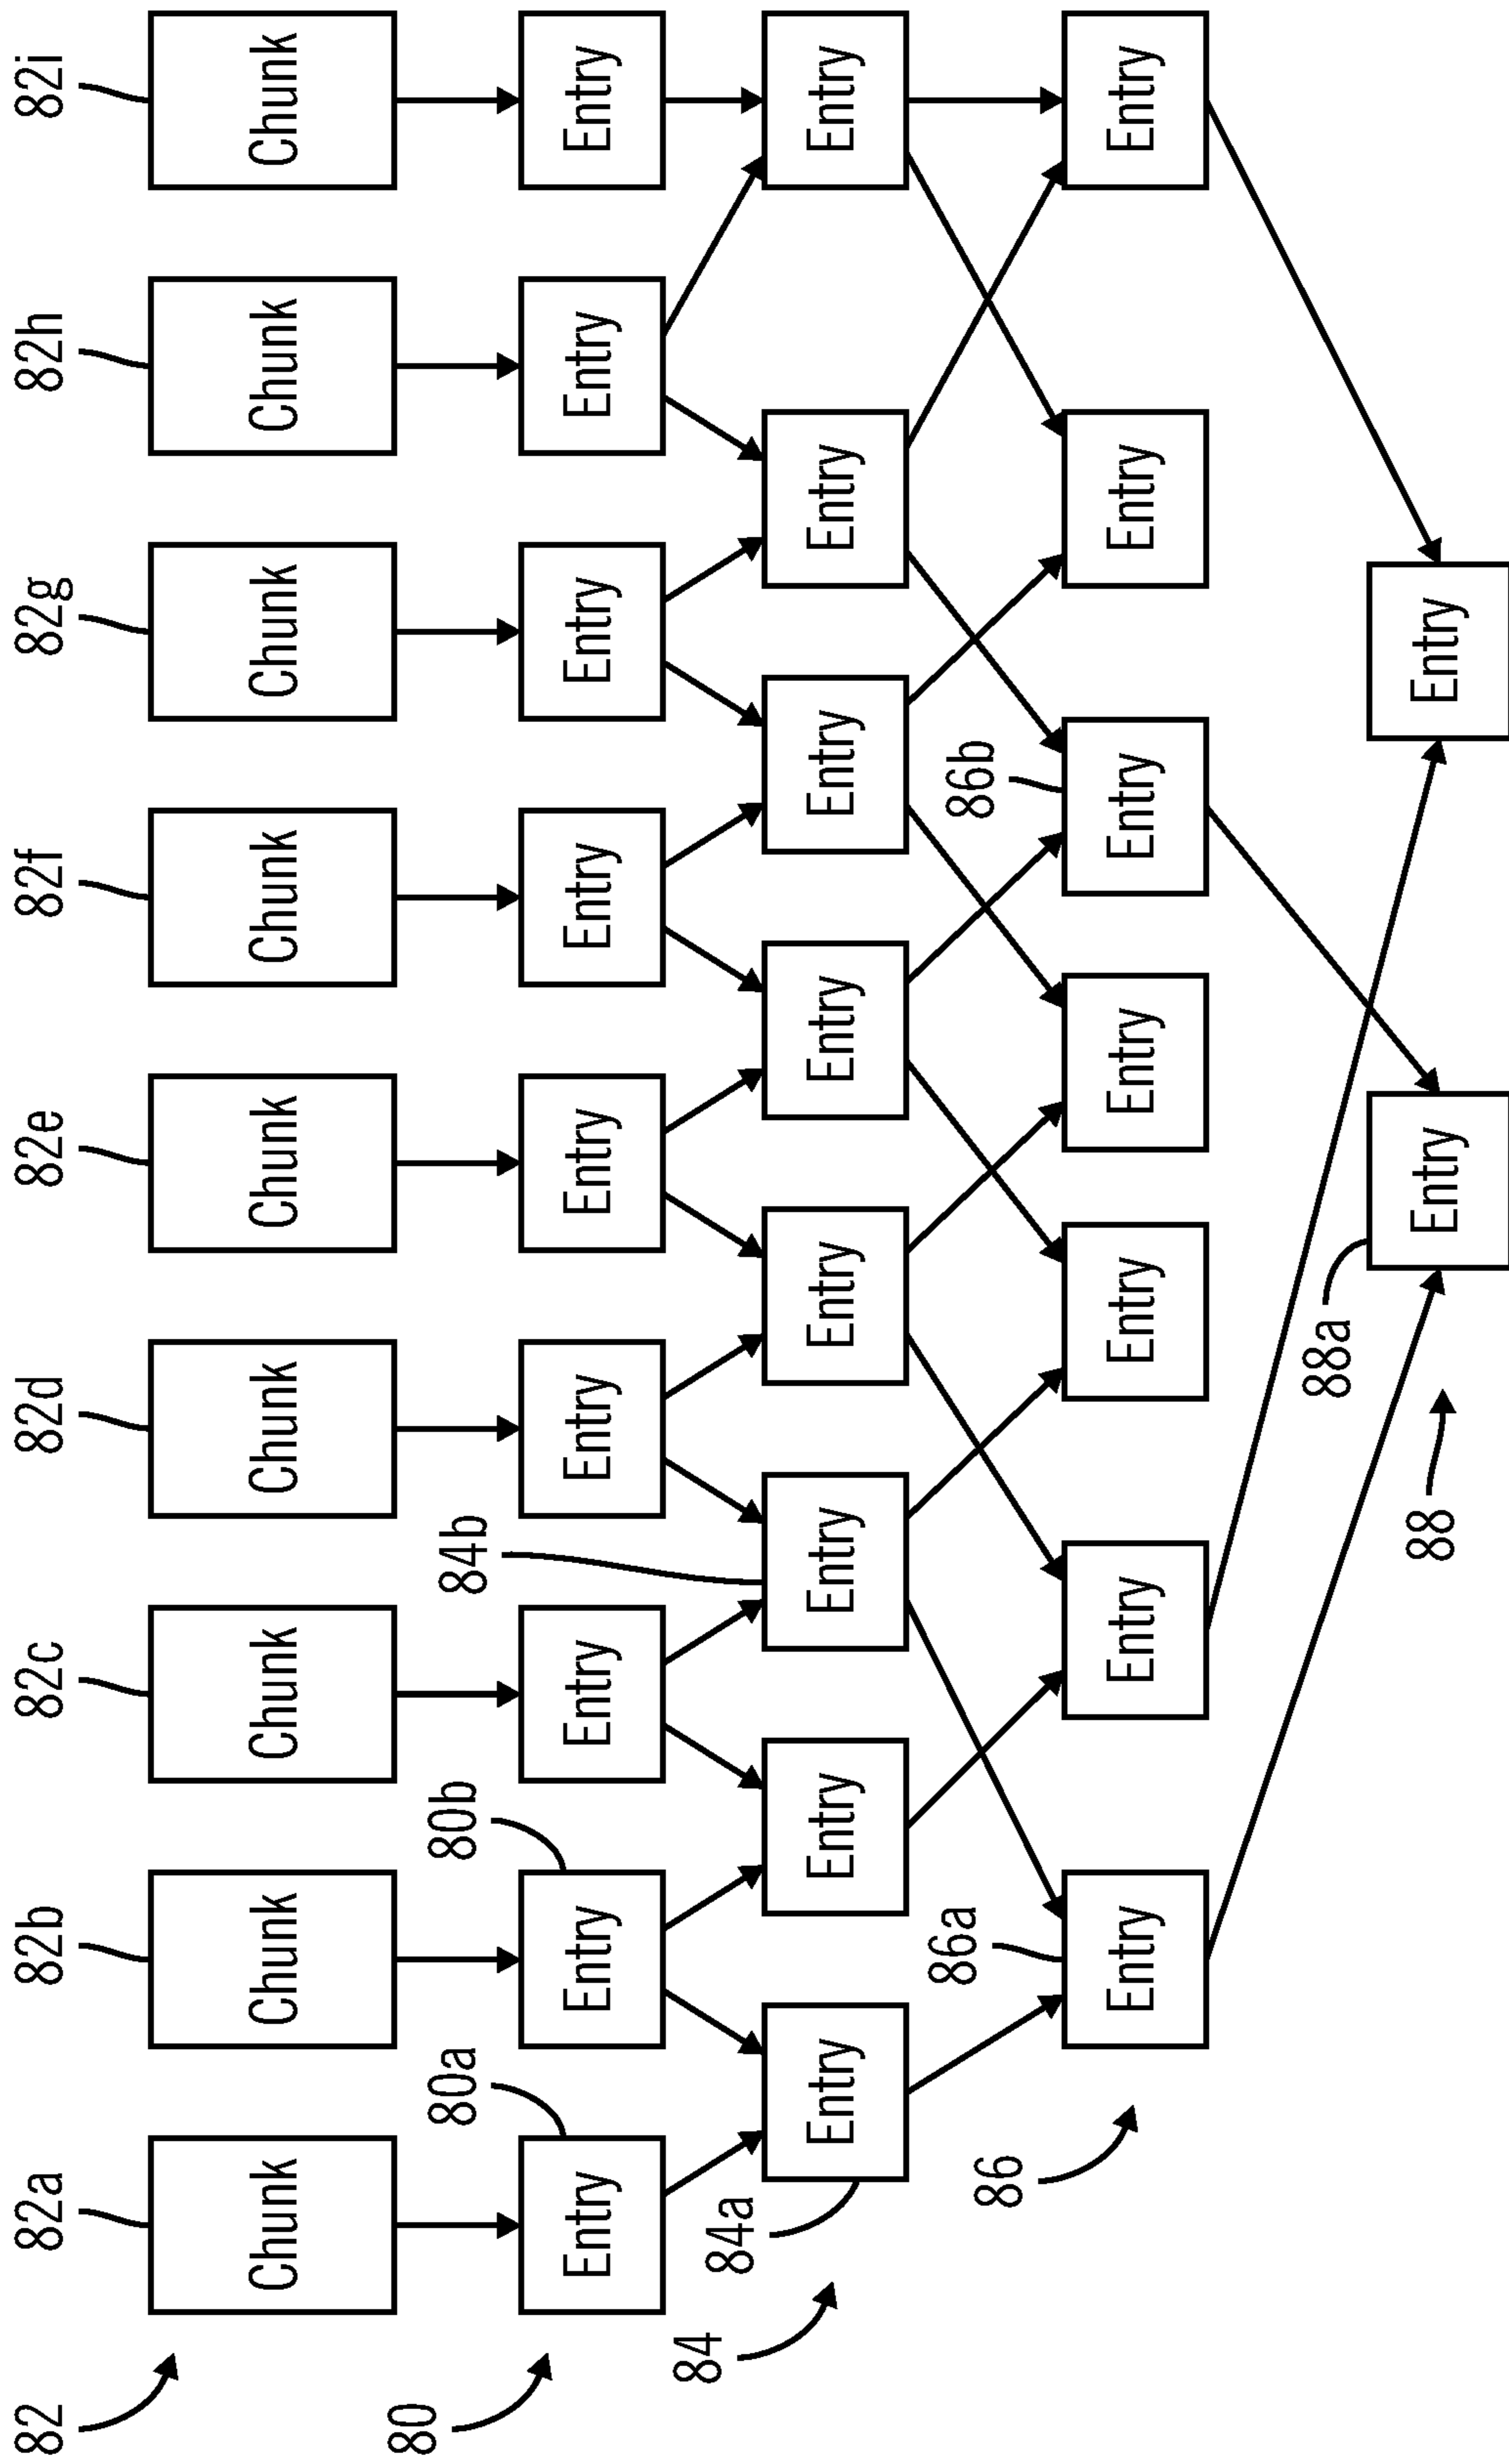 82 82a 82b 82c 82d 82e 82f 82g 82h 82i
Chunk Chunk Chunk Chunk Chunk Chunk Chunk Chunk Chunk
80 80a 80b 84b
Entry Entry Entry Entry Entry Entry Entry Entry Entry
84 84a
Entry Entry Entry Entry Entry Entry Entry Entry
86 86a 86b
Entry Entry Entry Entry Entry Entry Entry
88a
88 Entry Entry